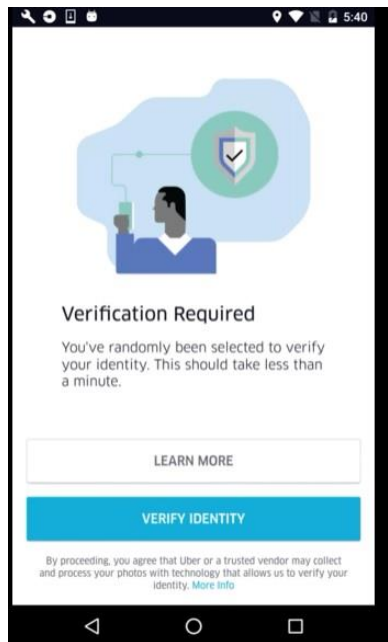 5:40
Verification Required
You've randomly been selected to verify
your identity. This should take less than
a minute.
LEARN MORE
VERIFY IDENTITY
By proceeding, you agree that Uber or a trusted vendor may collect
and process your photos with technology that allows us to verify your
identity. More Info